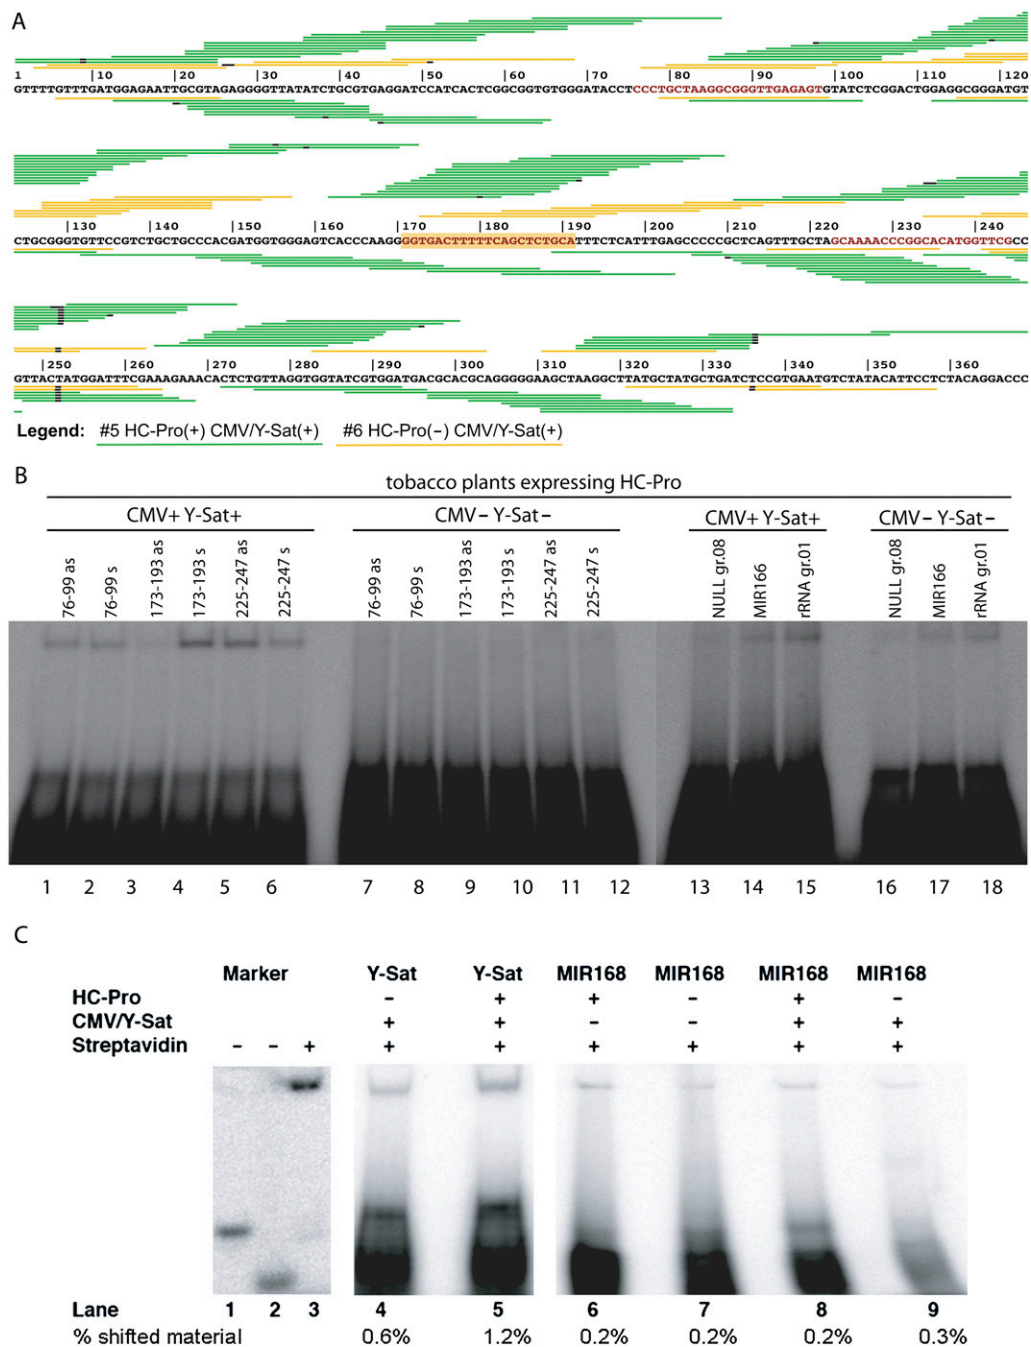 A
1 10 20 30 40 50 60 70 80 90 100 110 120
GTTTTGTTTGATGGAGAATTGCGTAGAGGGGTTATATCTGCGTGAGGATCCATCACTCGGCGGTGTGGGATACCTCCCTGCTAAGGCGGGTTGAGAGTGTATCTCGGACTGGAGGCGGGATGT
130 140 150 160 170 180 190 200 210 220 230 240
CTGCGGGTGTTCCGTCTGCTGCCCACGATGGTGGGAGTCACCCAAGGGGTGACTTTTTCAGCTCTGCATTTCTCATTTGAGCCCCCGCTCAGTTTGCTAGCAAAACCCGGCACATGGTTCGCC
250 260 270 280 290 300 310 320 330 340 350 360
GTTACTATGGATTTCGAAAGAAACACTCTGTTAGGTGGTATCGTGGATGACGCACGCAGGGGGAAGCTAAGGCTTATGCTATGCTGATCTCCGTGAATGTCTATACATTCCTCTACAGGACCC
Legend: #5 HC-Pro(+) CMV/Y-Sat(+) #6 HC-Pro(−) CMV/Y-Sat(+)
B
tobacco plants expressing HC-Pro
CMV+ Y-Sat+ CMV− Y-Sat− CMV+ Y-Sat+ CMV− Y-Sat−
76-99 as 76-99 s 173-193 as 173-193 s 225-247 as 225-247 s 76-99 as 76-99 s 173-193 as 173-193 s 225-247 as 225-247 s NULL gr.08 MIR166 rRNA gr.01 NULL gr.08 MIR166 rRNA gr.01
1 2 3 4 5 6 7 8 9 10 11 12 13 14 15 16 17 18
C
Marker Y-Sat Y-Sat MIR168 MIR168 MIR168 MIR168
HC-Pro − + + − + −
CMV/Y-Sat + + − − + +
Streptavidin − − + + + + + + +
Lane 1 2 3 4 5 6 7 8 9
% shifted material 0.6% 1.2% 0.2% 0.2% 0.2% 0.3%